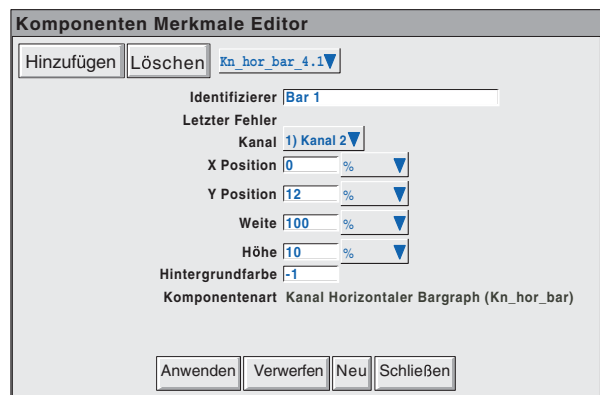 Komponenten Merkmale Editor
Hinzufügen Löschen Kn_hor_bar_4.1
Identifizierer Bar 1
Letzter Fehler
Kanal 1) Kanal 2
X Position 0 %
Y Position 12 %
Weite 100 %
Höhe 10 %
Hintergrundfarbe -1
Komponentenart Kanal Horizontaler Bargraph (Kn_hor_bar)
Anwenden Verwerfen Neu Schließen